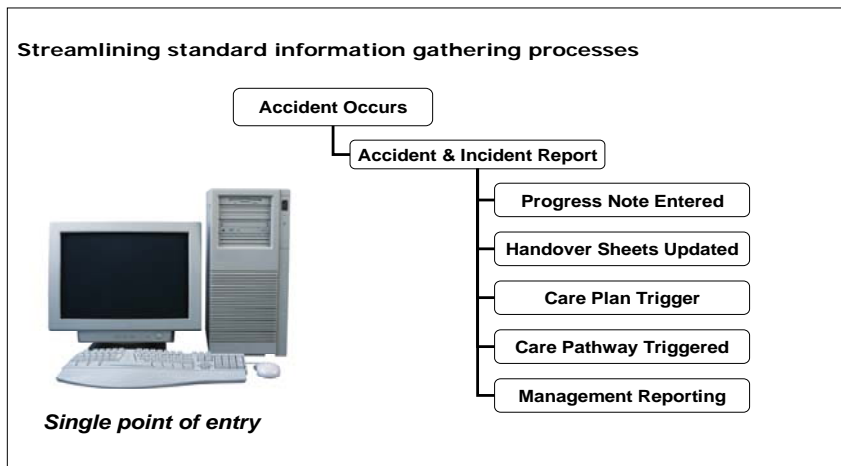 Streamlining standard information gathering processes
Accident Occurs
Accident & Incident Report
Progress Note Entered
Handover Sheets Updated
Care Plan Trigger
Care Pathway Triggered
Management Reporting
Single point of entry